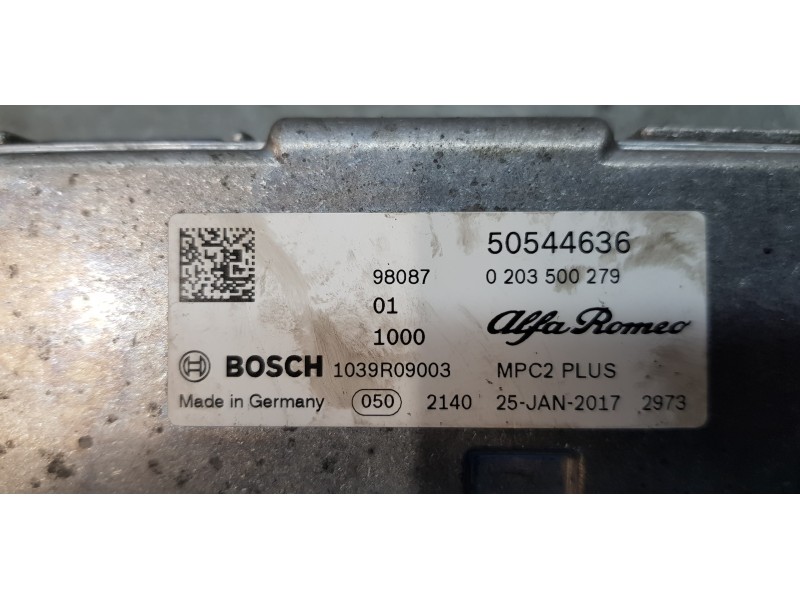 50544636
98087 0 203 500 279
01
1000 Alfa Romeo
BOSCH 1039R09003 MPC2 PLUS
Made in Germany 050 2140 25-JAN-2017 2973